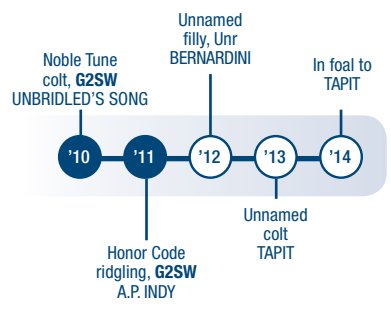 Unnamed
filly, Unr
BERNARDINI
Noble Tune
colt, G2SW
UNBRIDLED'S SONG
In foal to
TAPIT
'10
'11
'12
'13
'14
Honor Code
ridgling, G2SW
A.P. INDY
Unnamed
colt
TAPIT